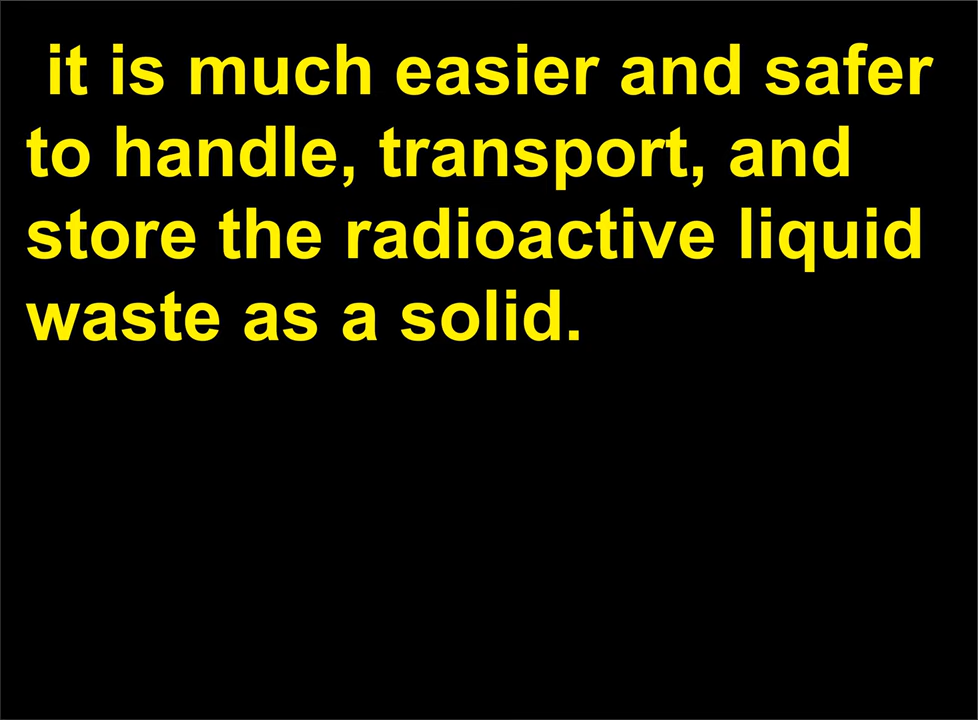 it is much easier and safer
to handle, transport, and
store the radioactive liquid
waste as a solid.